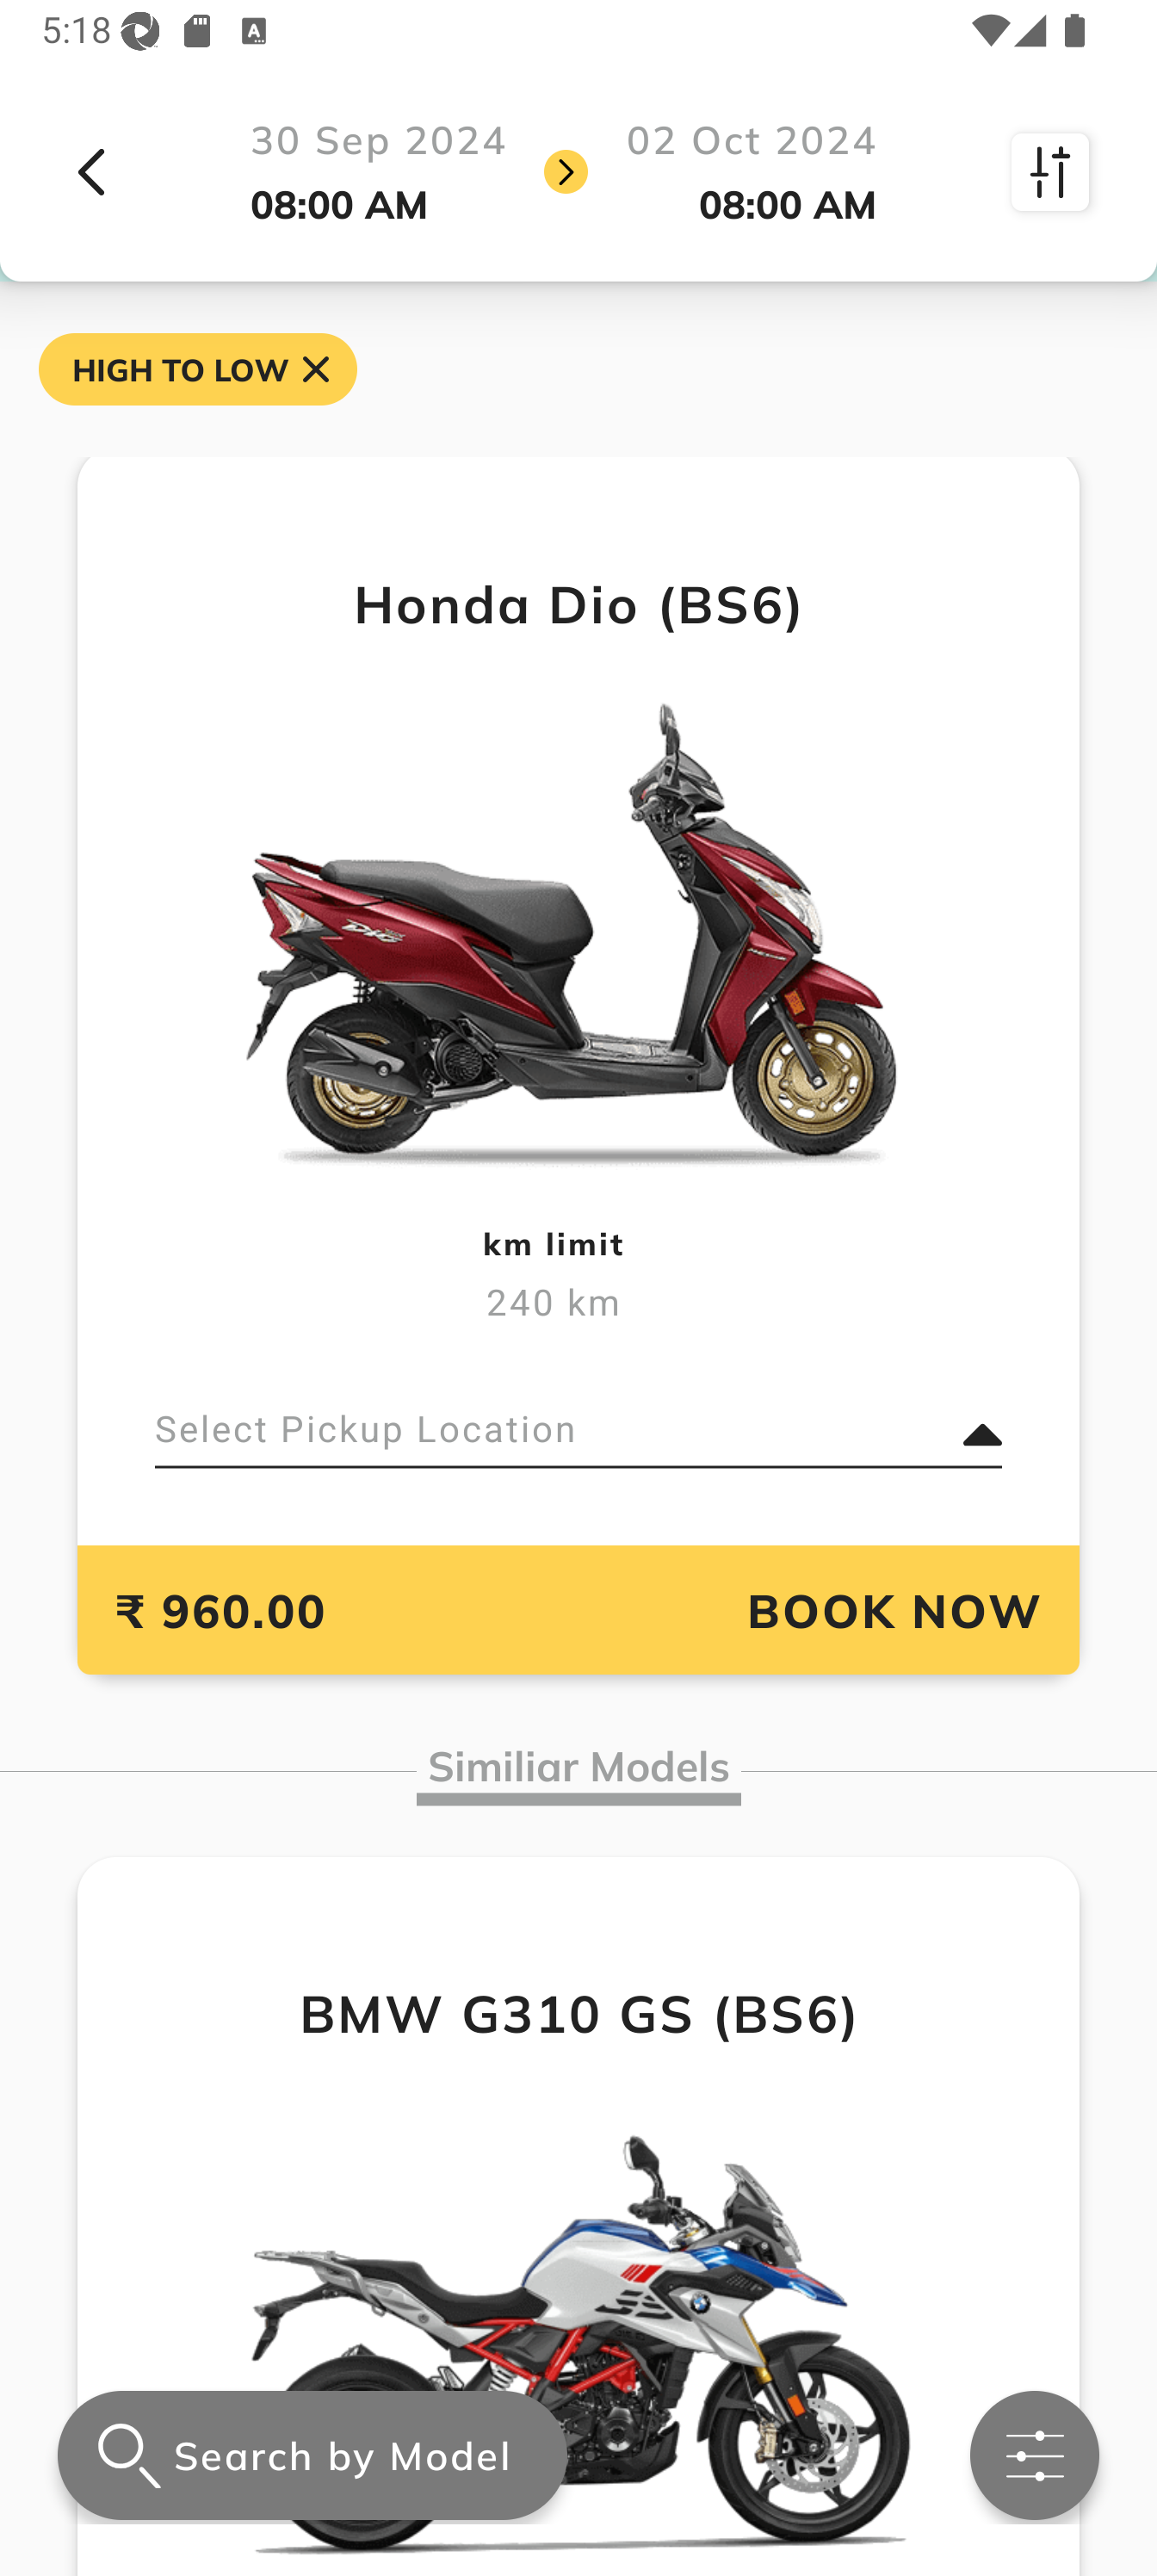 5:18
30 Sep 2024
02 Oct 2024
08:00 AM
08:00 AM
HIGH TO LOW
Honda Dio (BS6)
DIO
km limit
240 km
Select Pickup Location
₹ 960.00
BOOK NOW
Similiar Models
BMW G310 GS (BS6)
GS
Search by Model